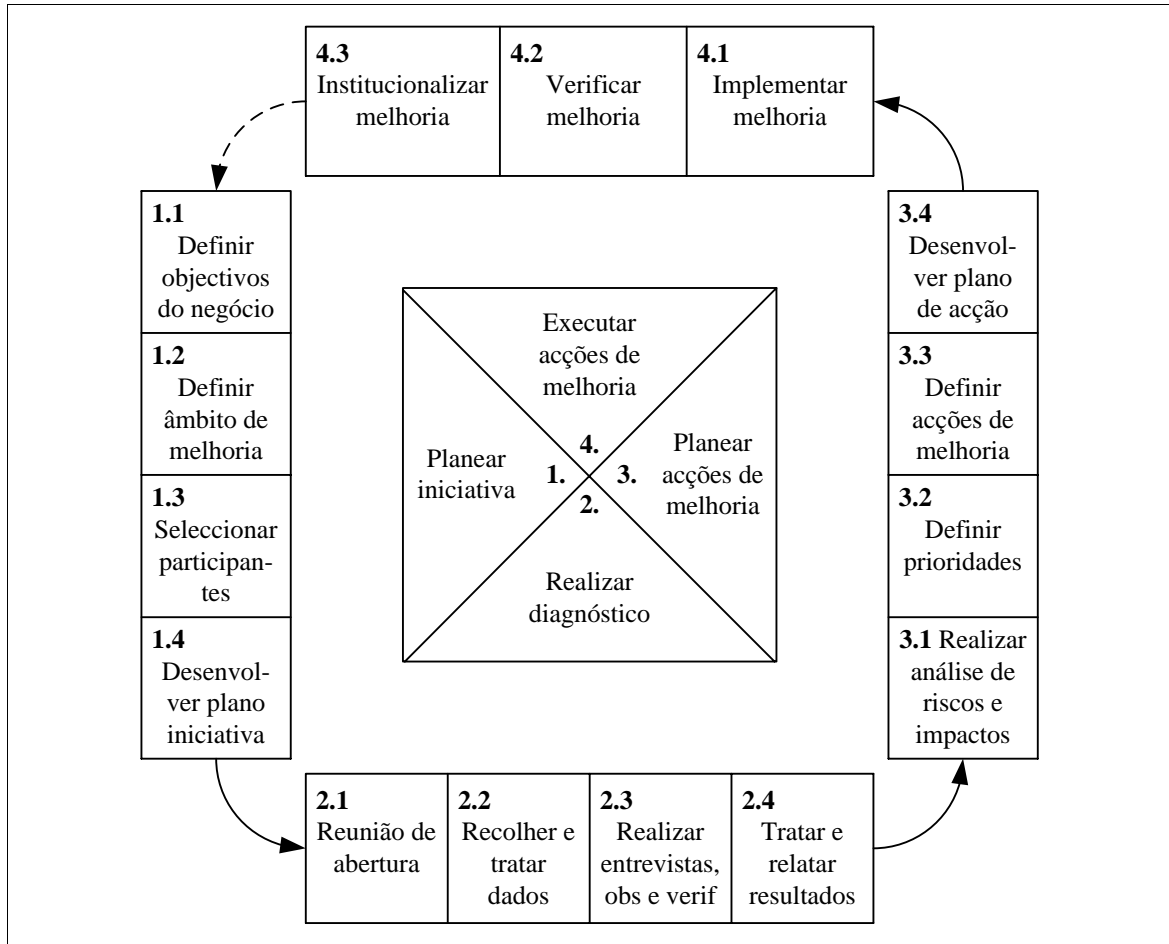 4.3
Institucionalizar
melhoria
4.2
Verificar
melhoria
4.1
Implementar
melhoria
1.1
Definir
objectivos
do negócio
1.2
Definir
âmbito de
melhoria
1.3
Seleccionar
participan-
tes
1.4
Desenvol-
ver plano
iniciativa
Executar
acções de
melhoria
4.
Planear
iniciativa
1.
3.
Planear
acções de
melhoria
2.
Realizar
diagnóstico
3.4
Desenvol-
ver plano
de acção
3.3
Definir
acções de
melhoria
3.2
Definir
prioridades
3.1 Realizar
análise de
riscos e
impactos
2.1
Reunião de
abertura
2.2
Recolher e
tratar
dados
2.3
Realizar
entrevistas,
obs e verif
2.4
Tratar e
relatar
resultados